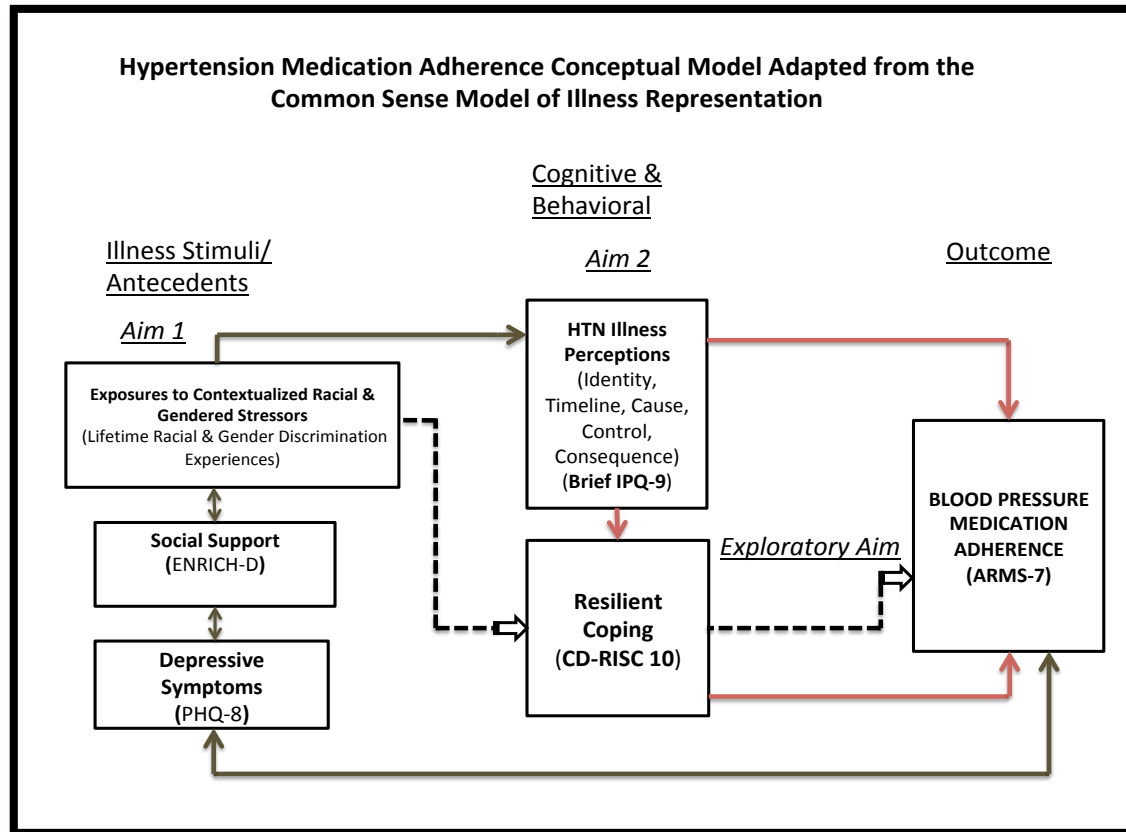 Hypertension Medication Adherence Conceptual Model Adapted from the
Common Sense Model of Illness Representation
Illness Stimuli/
Antecedents
Aim 1
Exposures to Contextualized Racial &
Gendered Stressors
(Lifetime Racial & Gender Discrimination
Experiences)
Social Support
(ENRICH-D)
Depressive
Symptoms
(PHQ-8)
Cognitive &
Behavioral
Aim 2
HTN Illness
Perceptions
(Identity,
Timeline, Cause,
Control,
Consequence)
(Brief IPQ-9)
Resilient
Coping
(CD-RISC 10)
Exploratory Aim
Outcome
BLOOD PRESSURE
MEDICATION
ADHERENCE
(ARMS-7)